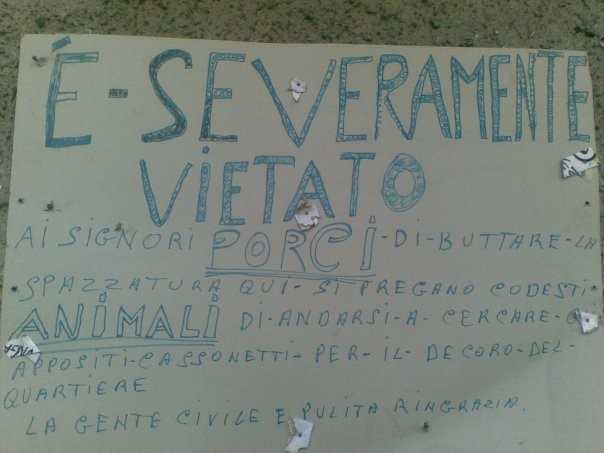 É-SEVERAMENTE
VIETATO
AI SIGNORI PORCI-DI-BUTTARE-LA
SPAZZATURA QUI-SI PREGANO CODESTI
ANIMALI DI-ANDARSI-A-CERCARE-
APPOSITI-CASSONETTI-PER-IL-DECORO-DEL-
QUARTIERE
LA GENTE CIVILE E PULITA RINGRAZIA.